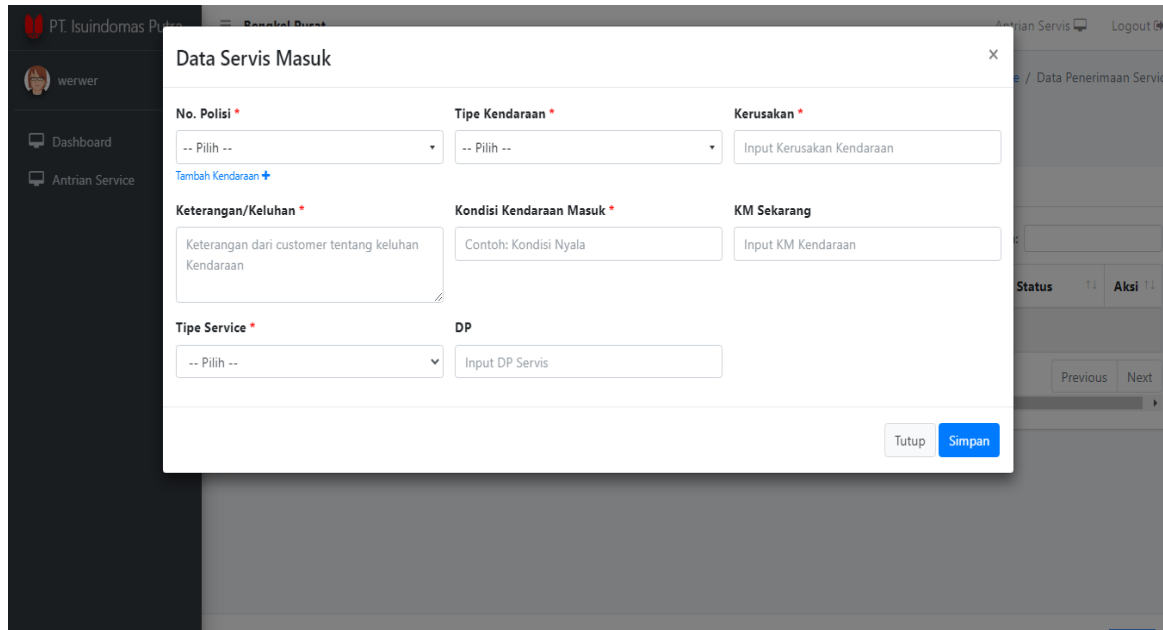 PT. Isuindomas Putra
Bengkel Pusat
Antrian Servis
Logout
werwer
/ Data Penerimaan Servic
Dashboard
Antrian Service
Data Servis Masuk
×
No. Polisi *
Tipe Kendaraan *
Kerusakan *
-- Pilih --
-- Pilih --
Input Kerusakan Kendaraan
Tambah Kendaraan +
Keterangan/Keluhan *
Kondisi Kendaraan Masuk *
KM Sekarang
Keterangan dari customer tentang keluhan
Kendaraan
Contoh: Kondisi Nyala
Input KM Kendaraan
Tipe Service *
DP
-- Pilih --
Input DP Servis
Status
Aksi
Previous
Next
Tutup
Simpan